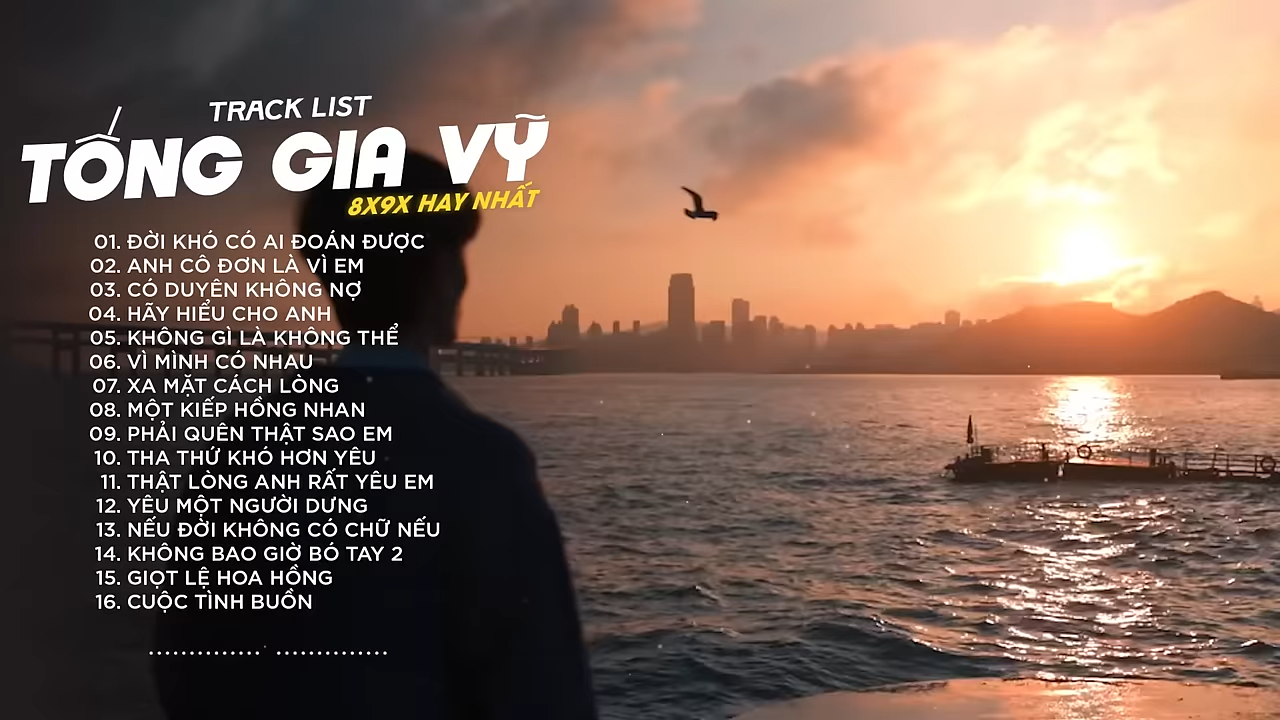 TRACK LIST
TỐNG GIA VỸ
8X9X HAY NHẤT
01. ĐỜI KHÓ CÓ AI ĐOÁN ĐƯỢC
02. ANH CÔ ĐƠN LÀ VÌ EM
03. CÓ DUYÊN KHÔNG NỢ
04. HÃY HIỂU CHO ANH
05. KHÔNG GÌ LÀ KHÔNG THỂ
06. VÌ MÌNH CÓ NHAU
07. XA MẶT CÁCH LÒNG
08. MỘT KIẾP HỒNG NHAN
09. PHẢI QUÊN THẬT SAO EM
10. THA THỨ KHÓ HƠN YÊU
11. THẬT LÒNG ANH RẤT YÊU EM
12. YÊU MỘT NGƯỜI DƯNG
13. NẾU ĐỜI KHÔNG CÓ CHỮ NẾU
14. KHÔNG BAO GIỜ BÓ TAY 2
15. GIỌT LỆ HOA HỒNG
16. CUỘC TÌNH BUỒN
.............. ..............